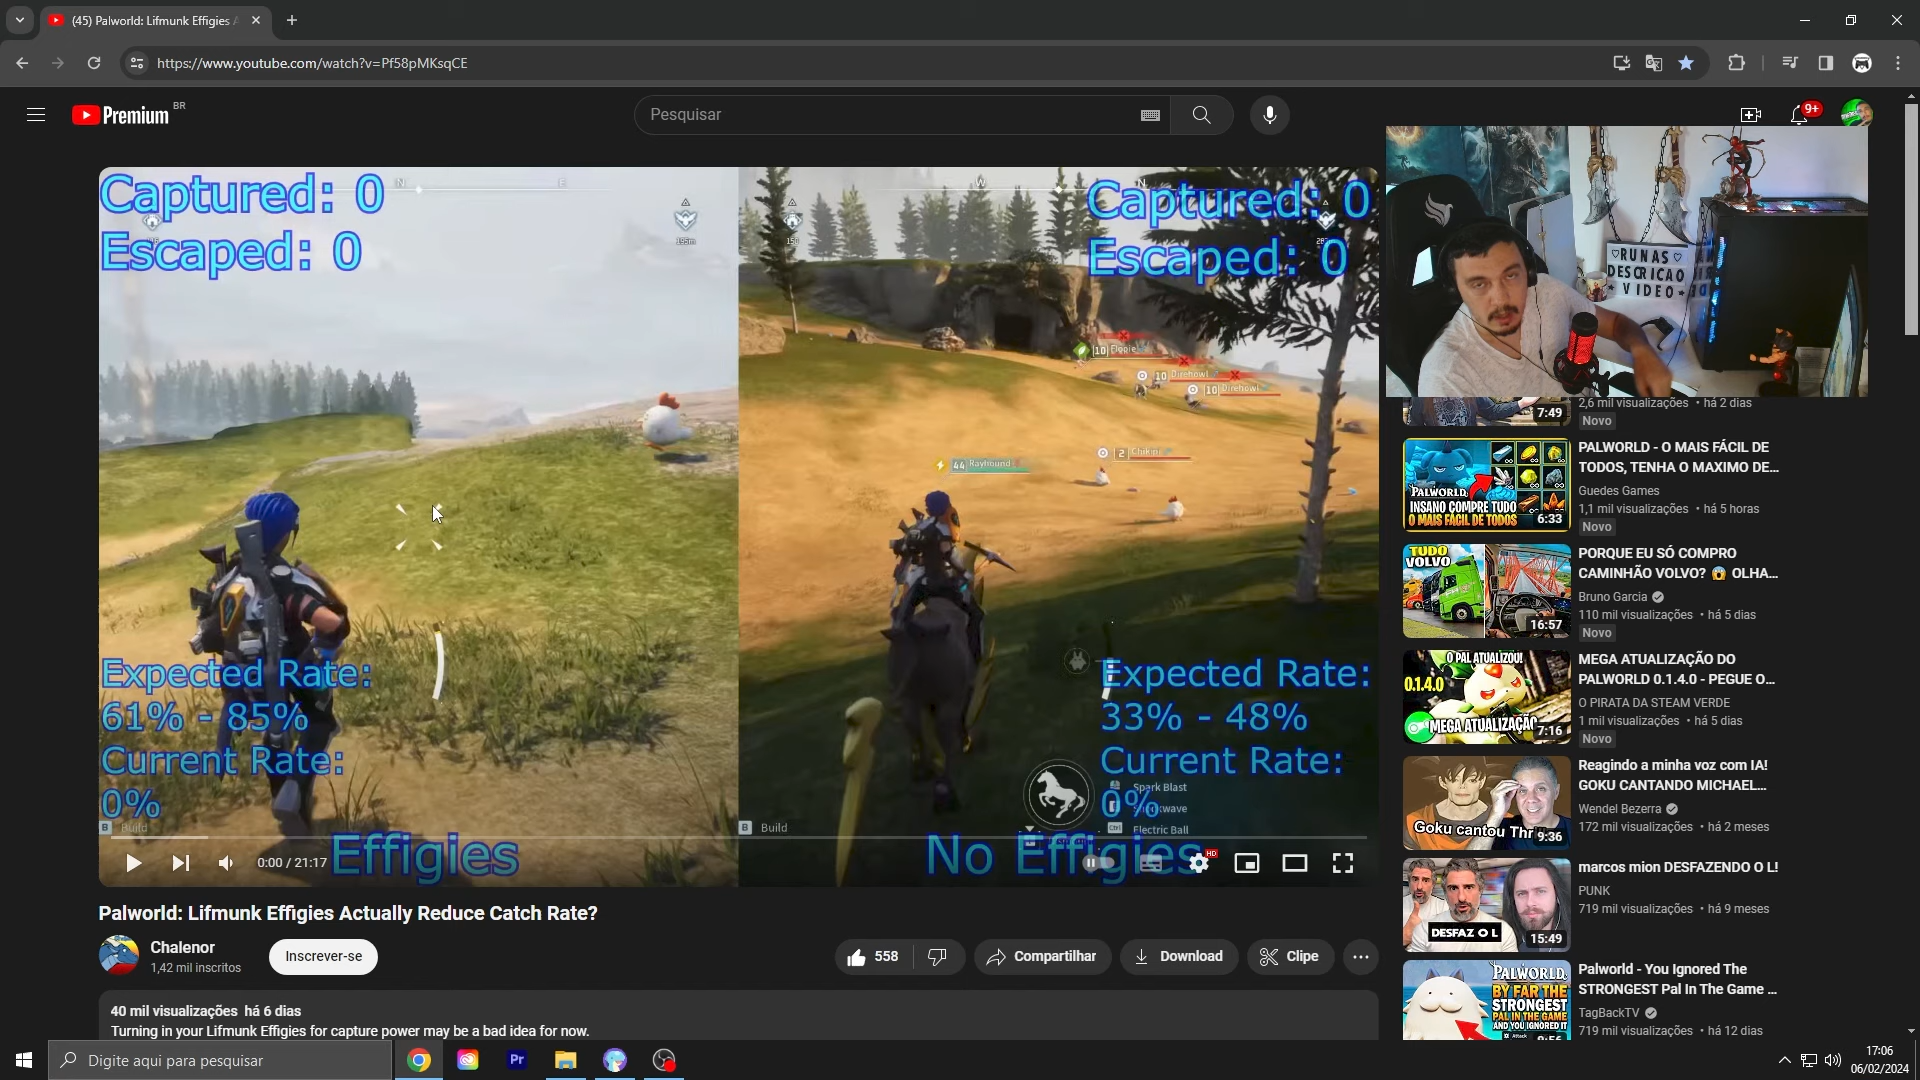 (45) Palworld: Lifmunk Effigies A
https://www.youtube.com/watch?v=Pf58pMKsqCE
Premium BR
Pesquisar
9+
Captured: 0
Escaped: 0
N
E
195m
Expected Rate:
61% - 85%
Current Rate:
0%
B Build
Effigies
W
N
Captured: 0
Escaped: 0
10 Elppie
10 Direhowl
10 Direhowl
44 Rayhound
2 Chikipi
Expected Rate:
33% - 48%
Current Rate:
0%
Spark Blast
Electric Ball
Ctrl
B Build
No Effigies
0:00 / 21:17
HD
RUNAS
DESCRICAO
VIDEO
Palworld: Lifmunk Effigies Actually Reduce Catch Rate?
Chalenor
1,42 mil inscritos
Inscrever-se
558
Compartilhar
Download
Clipe
40 mil visualizações há 6 dias
Turning in your Lifmunk Effigies for capture power may be a bad idea for now.
7:49
2,6 mil visualizações • há 2 dias
Novo
PALWORLD
INSANO COMPRE TUDO
O MAIS FÁCIL DE TODOS
6:33
PALWORLD - O MAIS FÁCIL DE
TODOS, TENHA O MAXIMO DE...
Guedes Games
1,1 mil visualizações • há 5 horas
Novo
TUDO
VOLVO
16:57
PORQUE EU SÓ COMPRO
CAMINHÃO VOLVO? 😱 OLHA...
Bruno Garcia
110 mil visualizações • há 5 dias
Novo
O PAL ATUALIZOU!
0.1.4.0
MEGA ATUALIZAÇÃO
7:16
MEGA ATUALIZAÇÃO DO
PALWORLD 0.1.4.0 - PEGUE O...
O PIRATA DA STEAM VERDE
1 mil visualizações • há 5 dias
Novo
Goku cantou Thr
9:36
Reagindo a minha voz com IA!
GOKU CANTANDO MICHAEL...
Wendel Bezerra
172 mil visualizações • há 2 meses
DESFAZ O L
15:49
marcos mion DESFAZENDO O L!
PUNK
719 mil visualizações • há 9 meses
PALWORLD
BY FAR THE
STRONGEST
PAL IN THE GAME
AND YOU IGNORED IT
Palworld - You Ignored The
STRONGEST Pal In The Game ...
TagBackTV
719 mil visualizações • há 12 dias
Digite aqui para pesquisar
Pr
17:06
06/02/2024